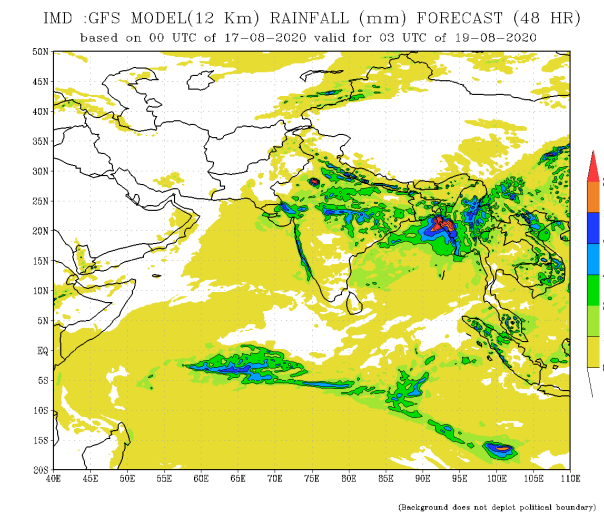 IMD :GFS MODEL(12 Km) RAINFALL (mm) FORECAST (48 HR)
based on 00 UTC of 17-08-2020 valid for 03 UTC of 19-08-2020
50N
45N
40N
35N
30N
25N
20N
15N
10N
5N
EQ
5S
10S
15S
20S
40E 45E 50E 55E 60E 65E 70E 75E 80E 85E 90E 95E 100E 105E 110E
(Background does not depict political boundary)